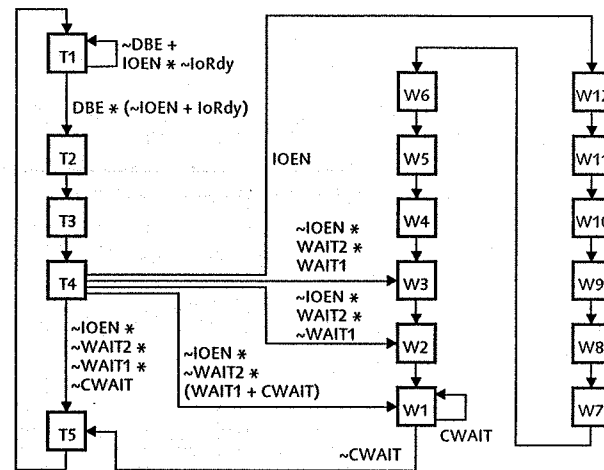 T1
~DBE +
IOEN * ~IoRdy
DBE * (~IOEN + IoRdy)
T2
T3
T4
~IOEN *
~WAIT2 *
~WAIT1 *
~CWAIT
T5
IOEN
~IOEN *
WAIT2 *
WAIT1
~IOEN *
WAIT2 *
~WAIT1
~IOEN *
~WAIT2 *
(WAIT1 + CWAIT)
~CWAIT
W6
W5
W4
W3
W2
W1
CWAIT
W12
W11
W10
W9
W8
W7